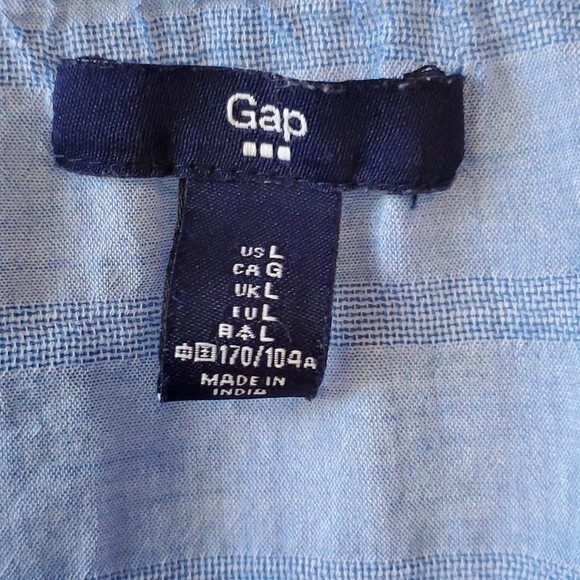 Gap
US L
CA G
UK L
EU L
日本 L
中国 170/104A
MADE IN
INDIA